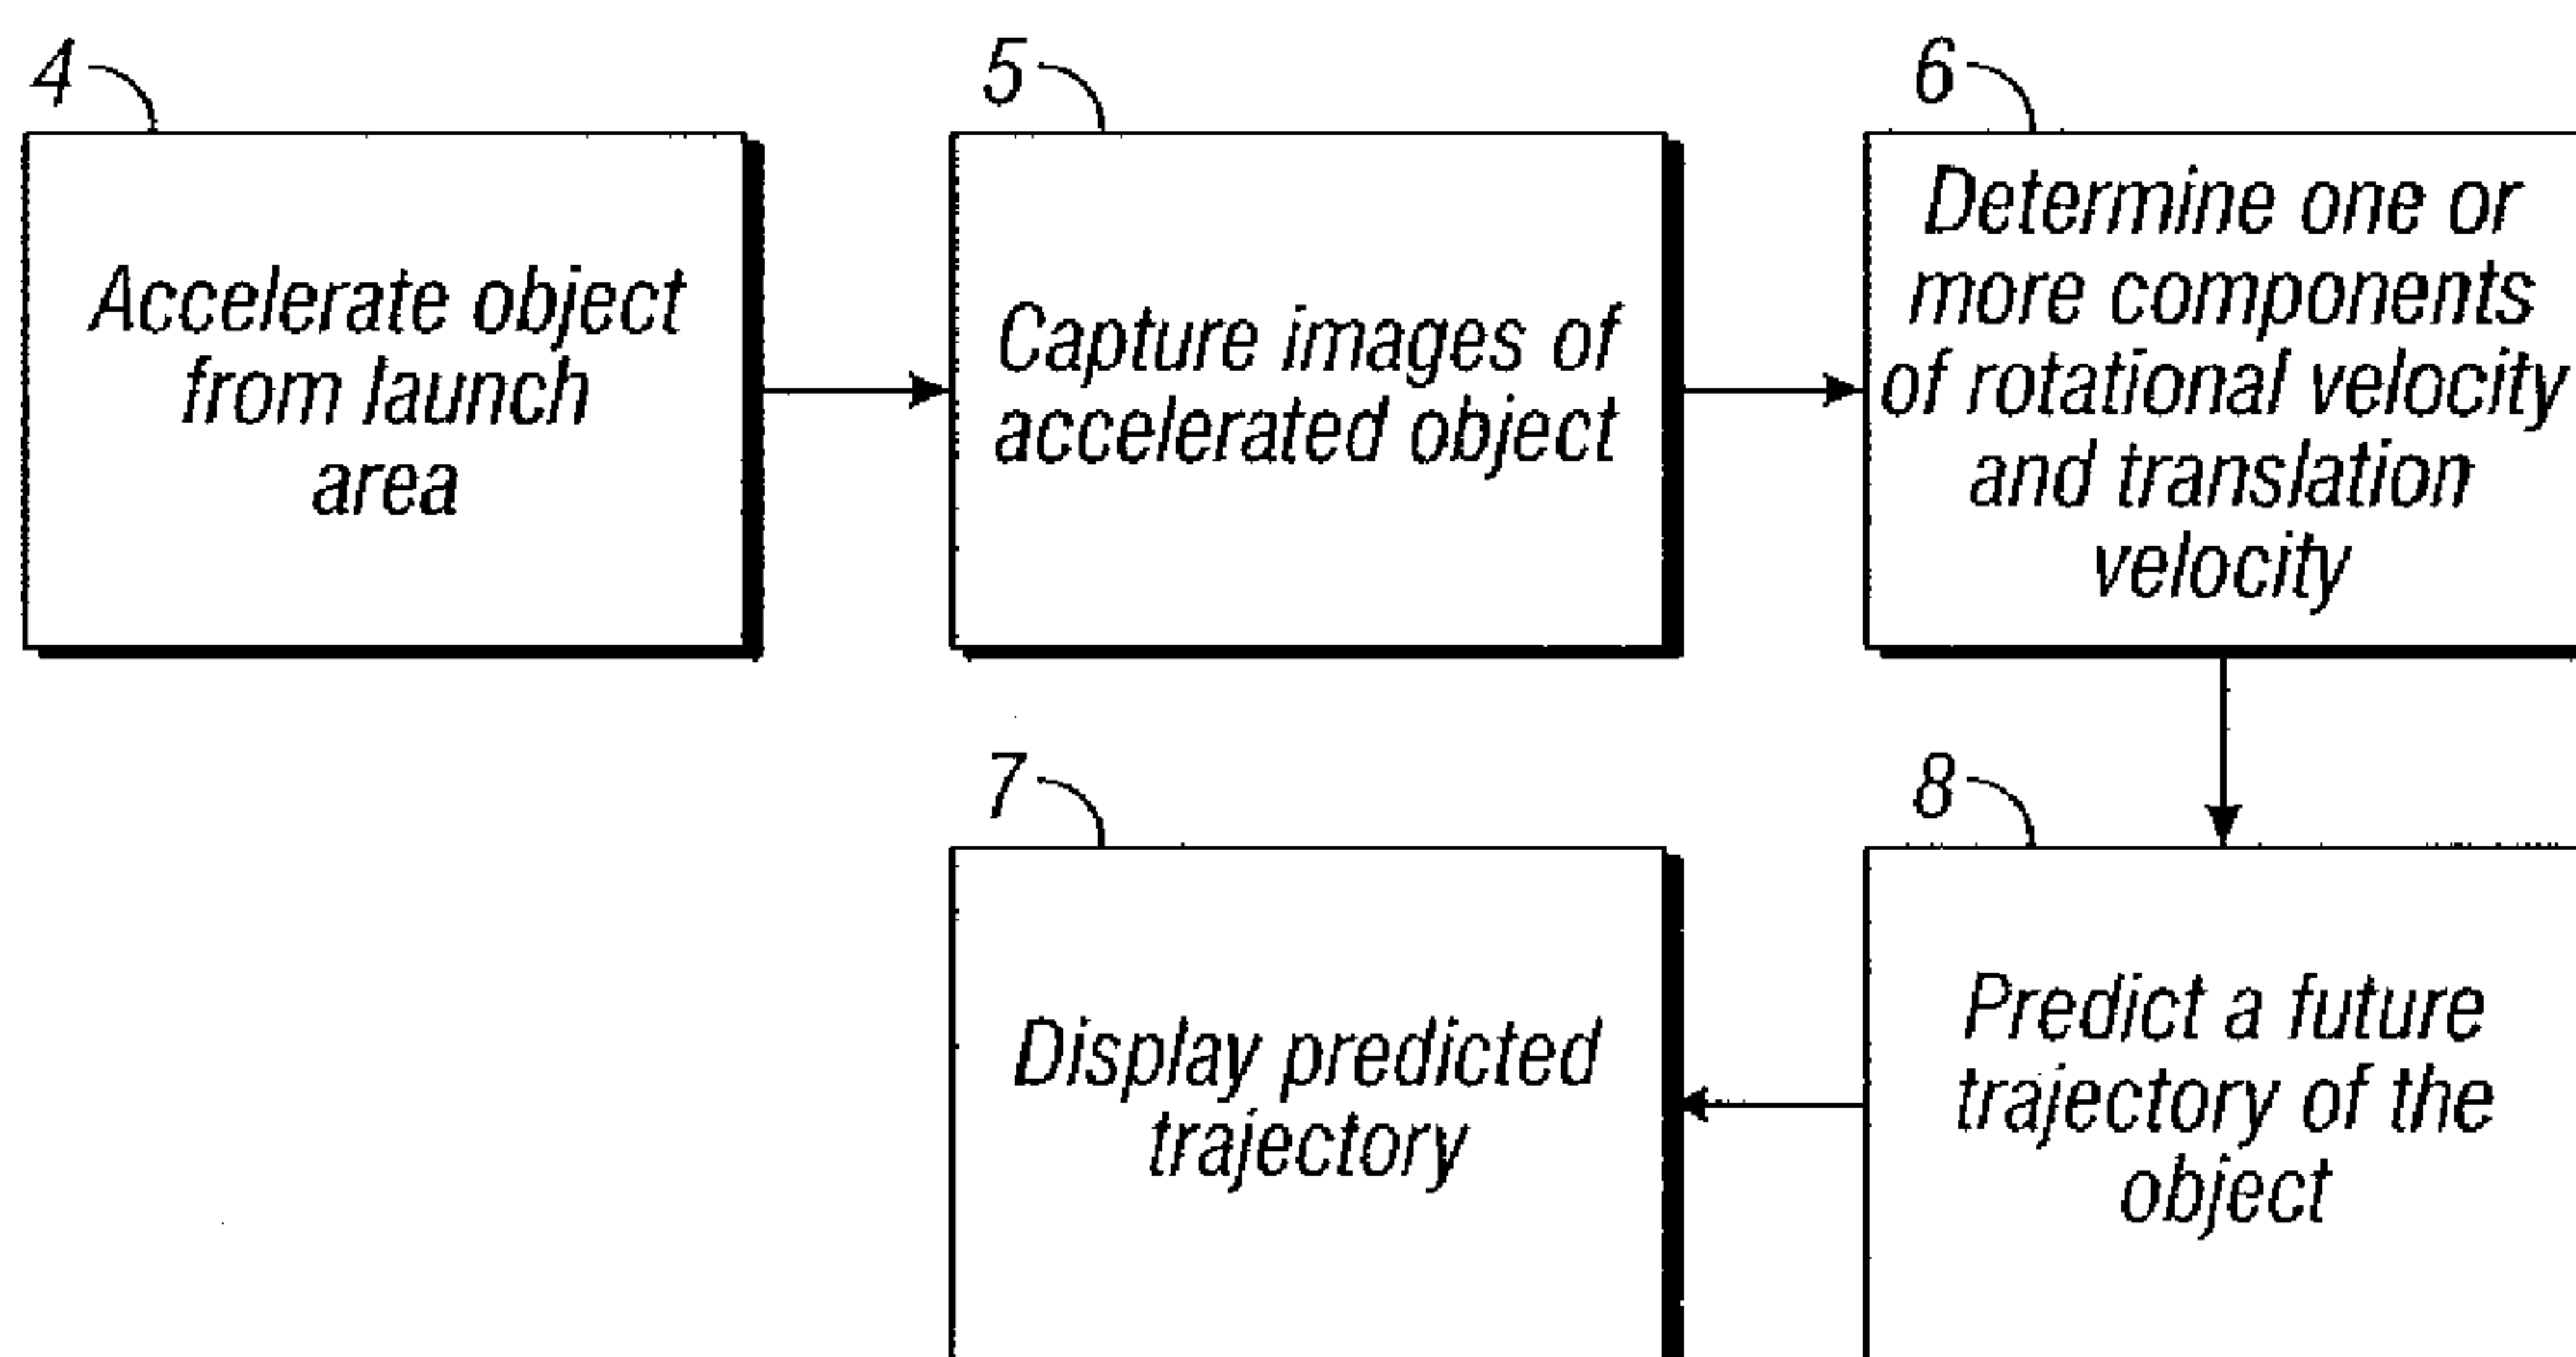 4
Accelerate object
from launch
area
5
Capture images of
accelerated object
6
Determine one or
more components
of rotational velocity
and translation
velocity
7
Display predicted
trajectory
8
Predict a future
trajectory of the
object